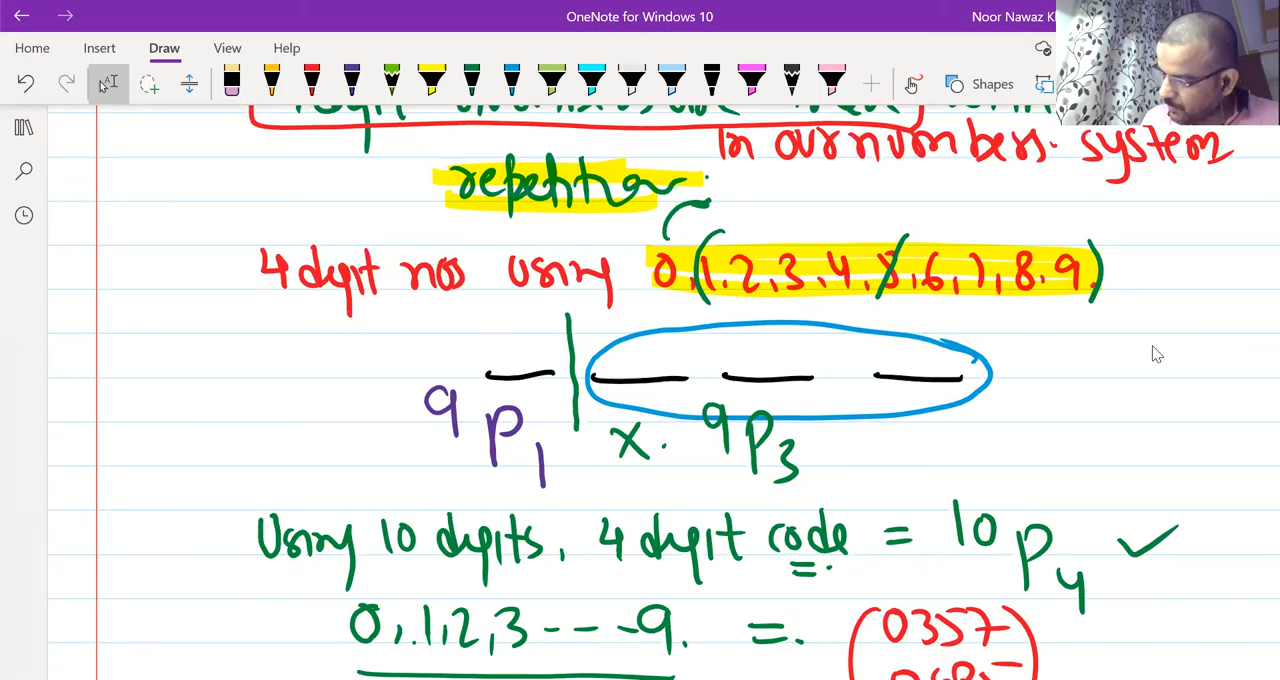 OneNote for Windows 10
Noor Nawaz Kh
Home Insert Draw View Help
Shapes
in our numbers. system
repetition
4 digit nos using 0, (1, 2, 3, 4, 5, 6, 7, 8, 9)
9P1 × 9P3
Using 10 digits, 4 digit code = 10P4 ✓
0, 1, 2, 3 - - - 9. =. (0357